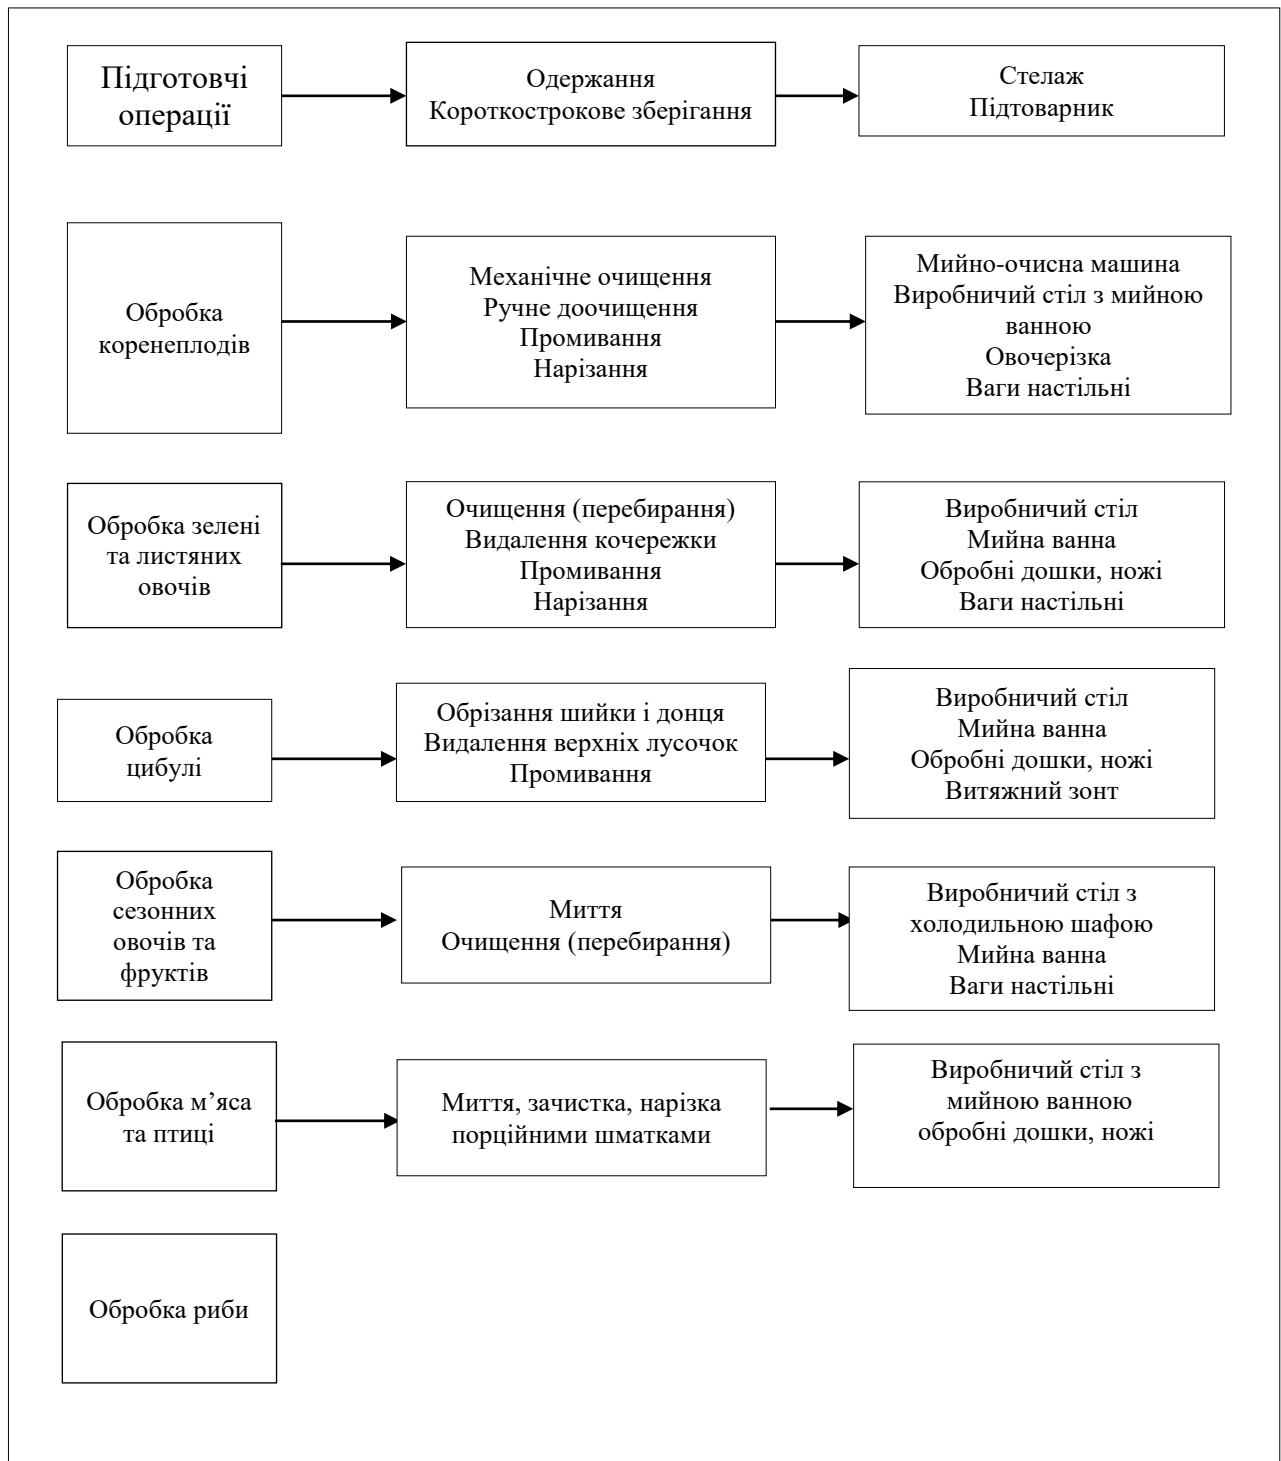 Підготовчі
операції
Одержання
Короткострокове зберігання
Стелаж
Підтоварник
Обробка
коренеплодів
Механічне очищення
Ручне доочищення
Промивання
Нарізання
Мийно-очисна машина
Виробничий стіл з мийною
ванною
Овочерізка
Ваги настільні
Обробка зелені
та листяних
овочів
Очищення (перебирання)
Видалення кочережки
Промивання
Нарізання
Виробничий стіл
Мийна ванна
Обробні дошки, ножі
Ваги настільні
Обробка
цибулі
Обрізання шийки і донця
Видалення верхніх лусочок
Промивання
Виробничий стіл
Мийна ванна
Обробні дошки, ножі
Витяжний зонт
Обробка
сезонних
овочів та
фруктів
Миття
Очищення (перебирання)
Виробничий стіл з
холодильною шафою
Мийна ванна
Ваги настільні
Обробка м’яса
та птиці
Миття, зачистка, нарізка
порційними шматками
Виробничий стіл з
мийною ванною
обробні дошки, ножі
Обробка риби